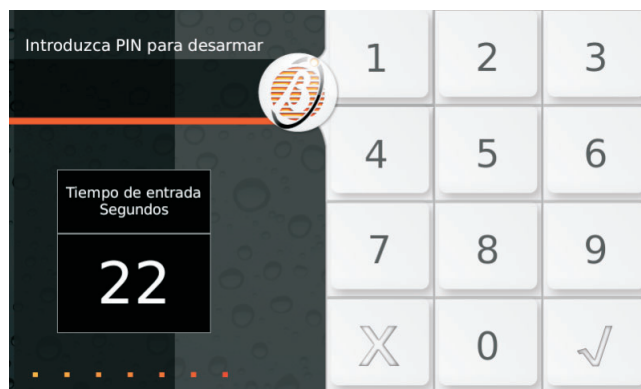 Introduzca PIN para desarmar
1 2 3
4 5 6
Tiempo de entrada
Segundos
22
7 8 9
X 0 √